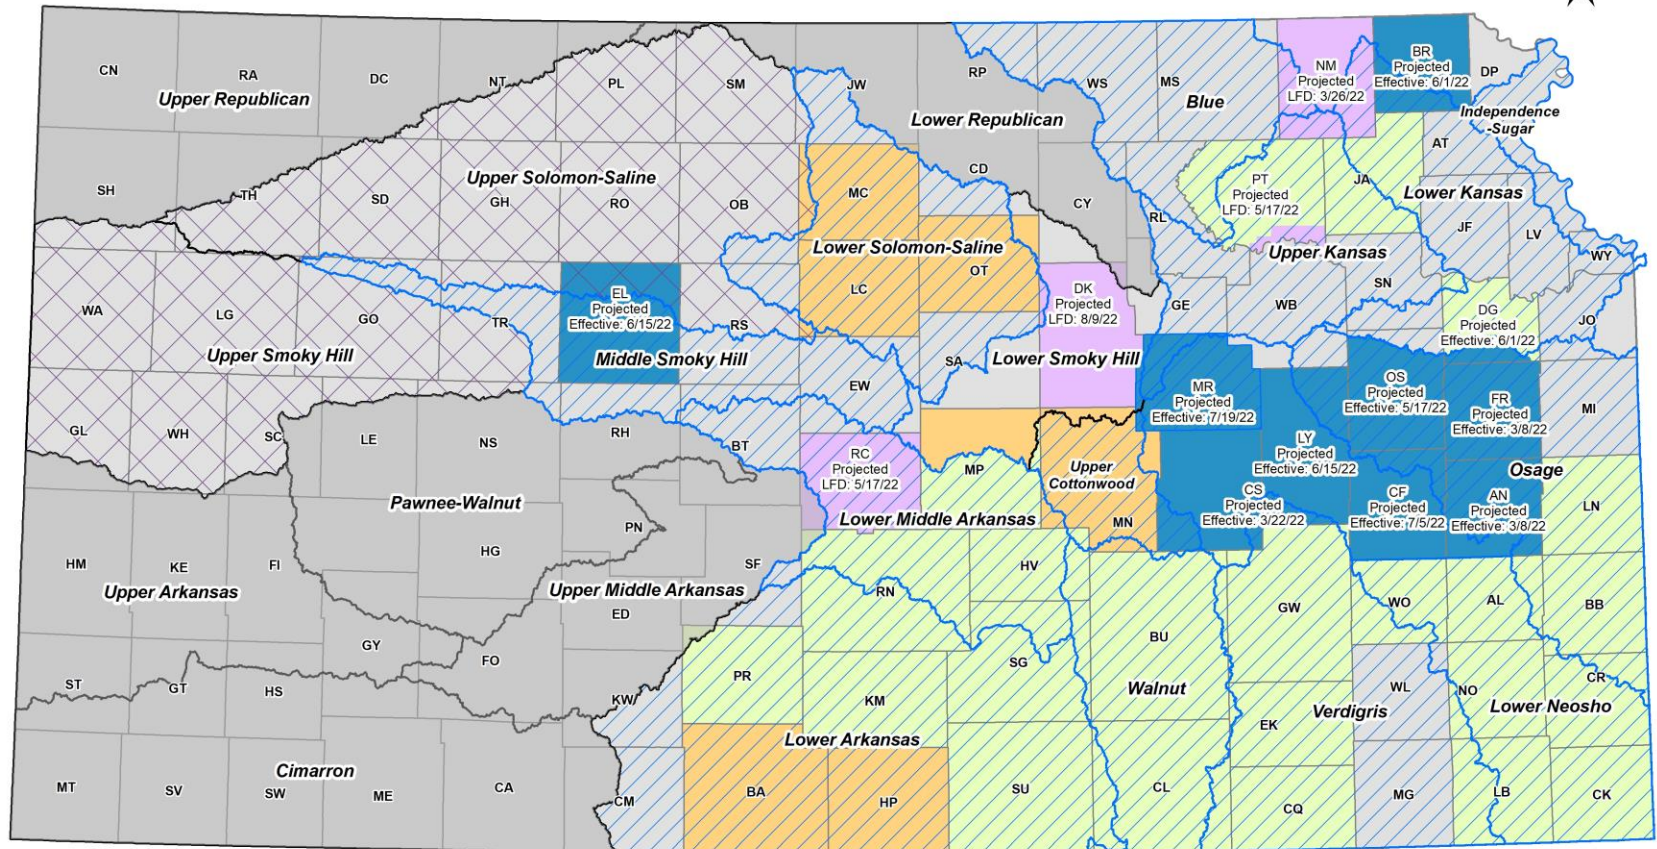 CN
RA
DC
NT
PL
SM
JW
RP
WS
MS
NM
Projected
LFD: 3/26/22
BR
Projected
Effective: 6/1/22
DP
Upper Republican
Lower Republican
Blue
Independence
-Sugar
SH
TH
SD
GH
RO
OB
MC
CD
CY
RL
PT
Projected
LFD: 5/17/22
JA
AT
Upper Solomon-Saline
Lower Kansas
JF
LV
WY
Lower Solomon-Saline
Upper Kansas
WA
LG
GO
TR
EL
Projected
Effective: 6/15/22
RS
LC
OT
DK
Projected
LFD: 8/9/22
GE
WB
SN
DG
Projected
Effective: 6/1/22
JO
Upper Smoky Hill
Middle Smoky Hill
SA
Lower Smoky Hill
EW
MR
Projected
Effective: 7/19/22
OS
Projected
Effective: 5/17/22
FR
Projected
Effective: 3/8/22
MI
GL
WH
SC
LE
NS
RH
BT
RC
Projected
LFD: 5/17/22
MP
Upper
Cottonwood
MN
LY
Projected
Effective: 6/15/22
CS
Projected
Effective: 3/22/22
CF
Projected
Effective: 7/5/22
AN
Projected
Effective: 3/8/22
Osage
LN
Pawnee-Walnut
PN
Lower Middle Arkansas
HM
KE
FI
HG
SF
HV
Upper Arkansas
Upper Middle Arkansas
RN
ED
GY
GW
WO
AL
BB
ST
GT
HS
FO
KW
PR
KM
SG
BU
Walnut
EK
Verdigris
WL
NO
CR
Lower Neosho
Lower Arkansas
Cimarron
MT
SV
SW
ME
CA
CM
BA
HP
SU
CL
CQ
MG
LB
CK